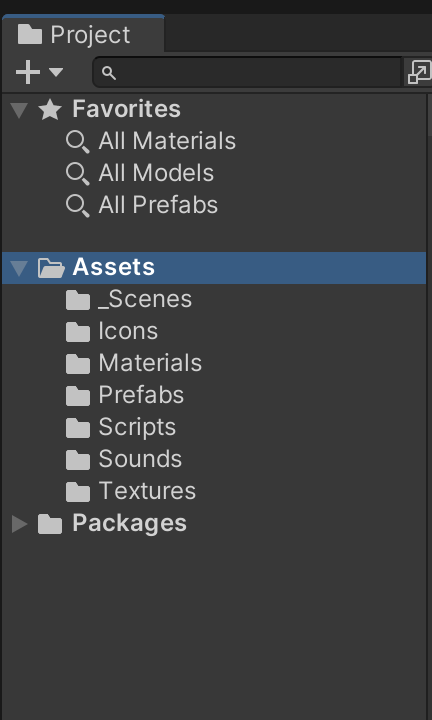 Project
Favorites
All Materials
All Models
All Prefabs
Assets
_Scenes
Icons
Materials
Prefabs
Scripts
Sounds
Textures
Packages